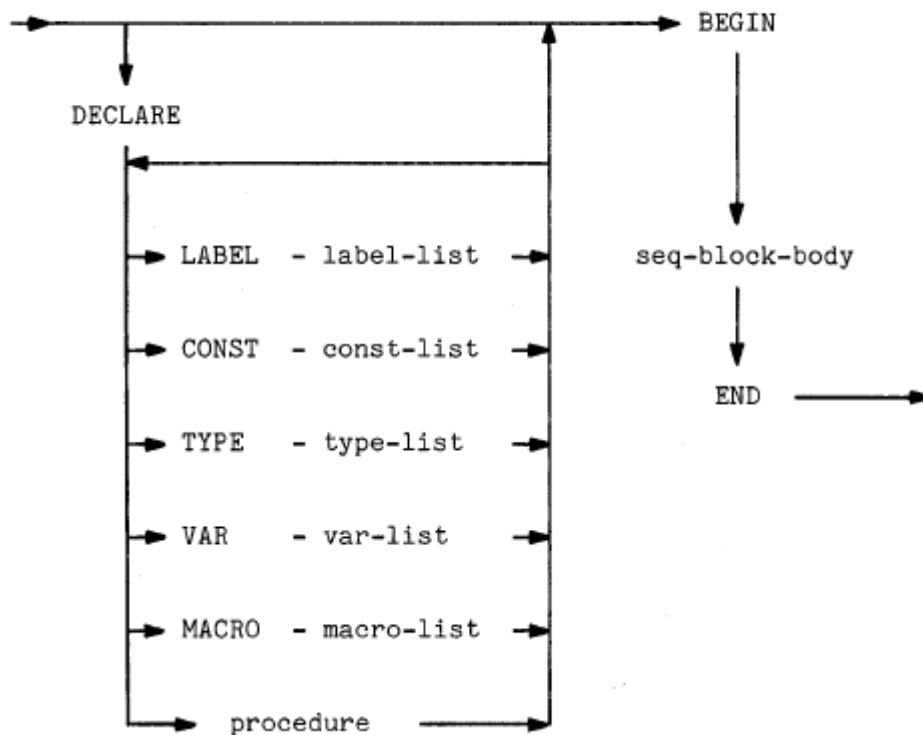 BEGIN
DECLARE
LABEL - label-list
seq-block-body
CONST - const-list
END
TYPE - type-list
VAR - var-list
MACRO - macro-list
procedure